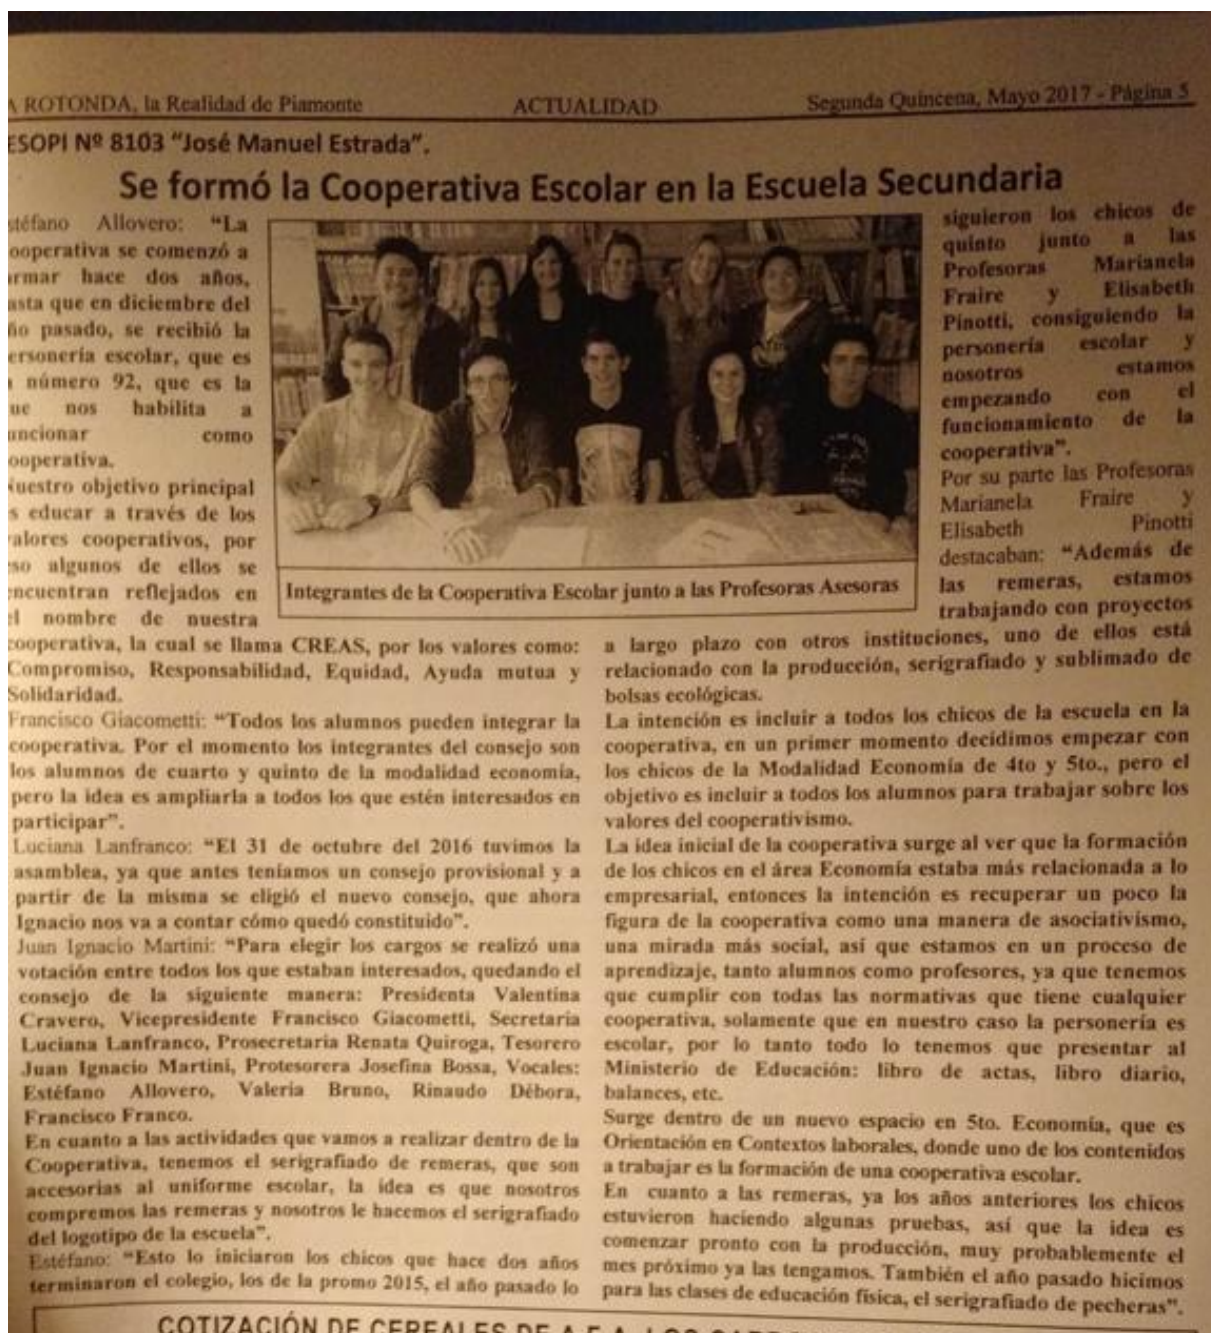 A ROTONDA, la Realidad de Piamonte
ACTUALIDAD
Segunda Quincena, Mayo 2017 - Página 5
ESOPI Nº 8103 “José Manuel Estrada”.
Se formó la Cooperativa Escolar en la Escuela Secundaria
stéfano Allovero: “La
ooperativa se comenzó a
ormar hace dos años,
asta que en diciembre del
ño pasado, se recibió la
ersonería escolar, que es
a número 92, que es la
ue nos habilita a
uncionar como
ooperativa.
Nuestro objetivo principal
s educar a través de los
valores cooperativos, por
so algunos de ellos se
encuentran reflejados en
el nombre de nuestra
cooperativa, la cual se llama CREAS, por los valores como:
Compromiso, Responsabilidad, Equidad, Ayuda mutua y
Solidaridad.
Francisco Giacometti: “Todos los alumnos pueden integrar la
cooperativa. Por el momento los integrantes del consejo son
los alumnos de cuarto y quinto de la modalidad economía,
pero la idea es ampliarla a todos los que estén interesados en
participar”.
Luciana Lanfranco: “El 31 de octubre del 2016 tuvimos la
asamblea, ya que antes teníamos un consejo provisional y a
partir de la misma se eligió el nuevo consejo, que ahora
Ignacio nos va a contar cómo quedó constituido”.
Juan Ignacio Martini: “Para elegir los cargos se realizó una
votación entre todos los que estaban interesados, quedando el
consejo de la siguiente manera: Presidenta Valentina
Cravero, Vicepresidente Francisco Giacometti, Secretaria
Luciana Lanfranco, Prosecretaria Renata Quiroga, Tesorero
Juan Ignacio Martini, Protesorera Josefina Bossa, Vocales:
Estéfano Allovero, Valeria Bruno, Rinaudo Débora,
Francisco Franco.
En cuanto a las actividades que vamos a realizar dentro de la
Cooperativa, tenemos el serigrafiado de remeras, que son
accesorias al uniforme escolar, la idea es que nosotros
compremos las remeras y nosotros le hacemos el serigrafiado
del logotipo de la escuela”.
Estéfano: “Esto lo iniciaron los chicos que hace dos años
terminaron el colegio, los de la promo 2015, el año pasado lo
Integrantes de la Cooperativa Escolar junto a las Profesoras Asesoras
siguieron los chicos de
quinto junto a las
Profesoras Marianela
Fraire y Elisabeth
Pinotti, consiguiendo la
personería escolar y
nosotros estamos
empezando con el
funcionamiento de la
cooperativa”.
Por su parte las Profesoras
Marianela Fraire y
Elisabeth Pinotti
destacaban: “Además de
las remeras, estamos
trabajando con proyectos
a largo plazo con otros instituciones, uno de ellos está
relacionado con la producción, serigrafiado y sublimado de
bolsas ecológicas.
La intención es incluir a todos los chicos de la escuela en la
cooperativa, en un primer momento decidimos empezar con
los chicos de la Modalidad Economía de 4to y 5to., pero el
objetivo es incluir a todos los alumnos para trabajar sobre los
valores del cooperativismo.
La idea inicial de la cooperativa surge al ver que la formación
de los chicos en el área Economía estaba más relacionada a lo
empresarial, entonces la intención es recuperar un poco la
figura de la cooperativa como una manera de asociativismo,
una mirada más social, así que estamos en un proceso de
aprendizaje, tanto alumnos como profesores, ya que tenemos
que cumplir con todas las normativas que tiene cualquier
cooperativa, solamente que en nuestro caso la personería es
escolar, por lo tanto todo lo tenemos que presentar al
Ministerio de Educación: libro de actas, libro diario,
balances, etc.
Surge dentro de un nuevo espacio en 5to. Economía, que es
Orientación en Contextos laborales, donde uno de los contenidos
a trabajar es la formación de una cooperativa escolar.
En cuanto a las remeras, ya los años anteriores los chicos
estuvieron haciendo algunas pruebas, así que la idea es
comenzar pronto con la producción, muy probablemente el
mes próximo ya las tengamos. También el año pasado hicimos
para las clases de educación física, el serigrafiado de pecheras”.
COTIZACIÓN DE CEREALES DE A.F.A. LOS